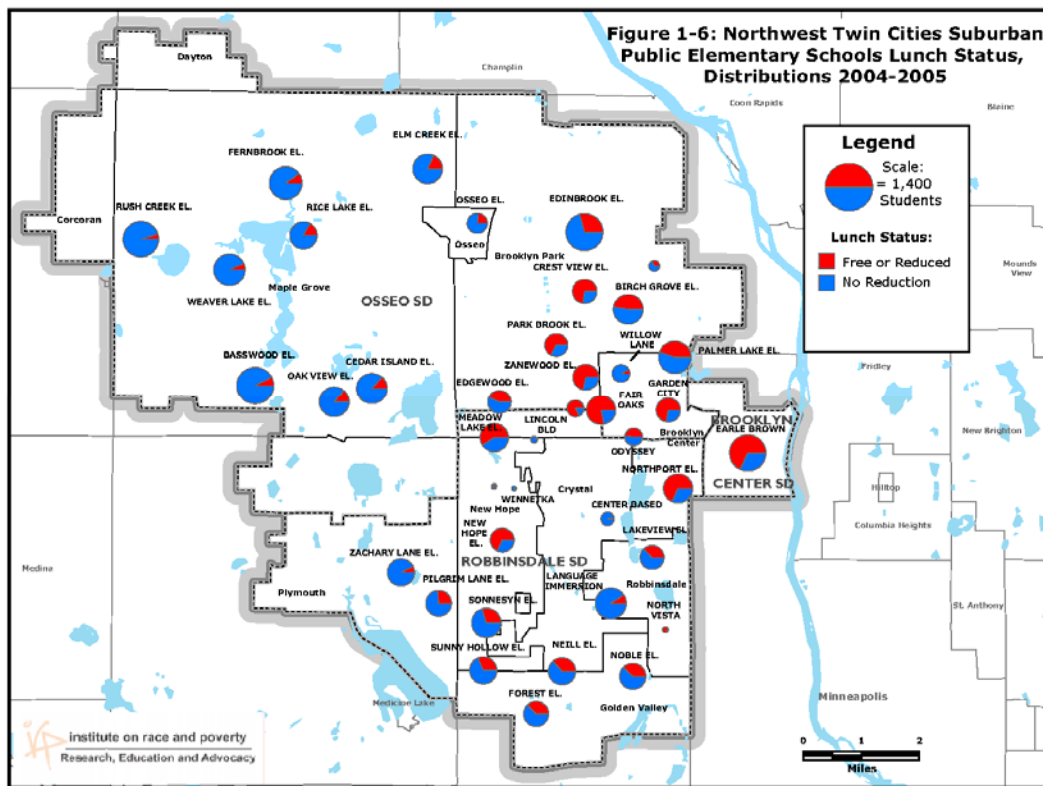 Figure 1-6: Northwest Twin Cities Suburban
Public Elementary Schools Lunch Status,
Distributions 2004-2005
Dayton
Champlin
Coon Rapids
Blaine
Legend
Scale:
= 1,400
Students
Lunch Status:
Free or Reduced
No Reduction
ELM CREEK EL.
FERNBROOK EL.
RUSH CREEK EL.
RICE LAKE EL.
OSSEO EL.
EDINBROOK EL.
Corcoran
Osseo
Brooklyn Park
CREST VIEW EL.
Mounds
View
WEAVER LAKE EL.
Maple Grove
OSSEO SD
BIRCH GROVE EL.
PARK BROOK EL.
WILLOW
LANE
PALMER LAKE EL.
BASSWOOD EL.
CEDAR ISLAND EL.
OAK VIEW EL.
ZANEWOOD EL.
Fridley
EDGEWOOD EL.
FAIR
OAKS
GARDEN
CITY
MEADOW
LAKE EL.
LINCOLN
BLD
Brooklyn
Center
BROOKLYN
EARLE BROWN
CENTER SD
New Brighton
ODYSSEY
NORTHPORT EL.
Hilltop
Columbia Heights
WINNETKA
Crystal
New Hope
CENTER BASED
NEW
HOPE
EL.
LAKEVIEW EL.
ZACHARY LANE EL.
ROBBINSDALE SD
Medina
Plymouth
PILGRIM LANE EL.
LANGUAGE
IMMERSION
Robbinsdale
SONNESYN EL.
NORTH
VISTA
St. Anthony
SUNNY HOLLOW EL.
NEILL EL.
NOBLE EL.
FOREST EL.
Medicine Lake
Golden Valley
Minneapolis
institute on race and poverty
Research, Education and Advocacy
0 1 2
Miles